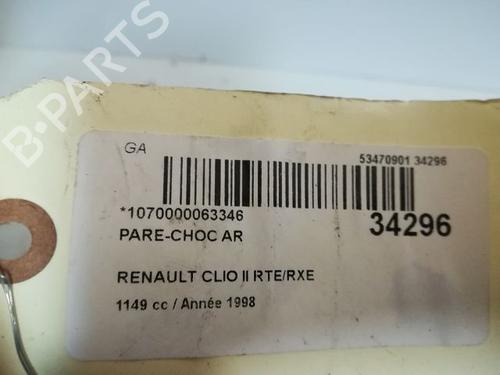 B-PARTS
GA
53470901 34296
*1070000063346
34296
PARE-CHOC AR
RENAULT CLIO II RTE/RXE
1149 cc / Année 1998